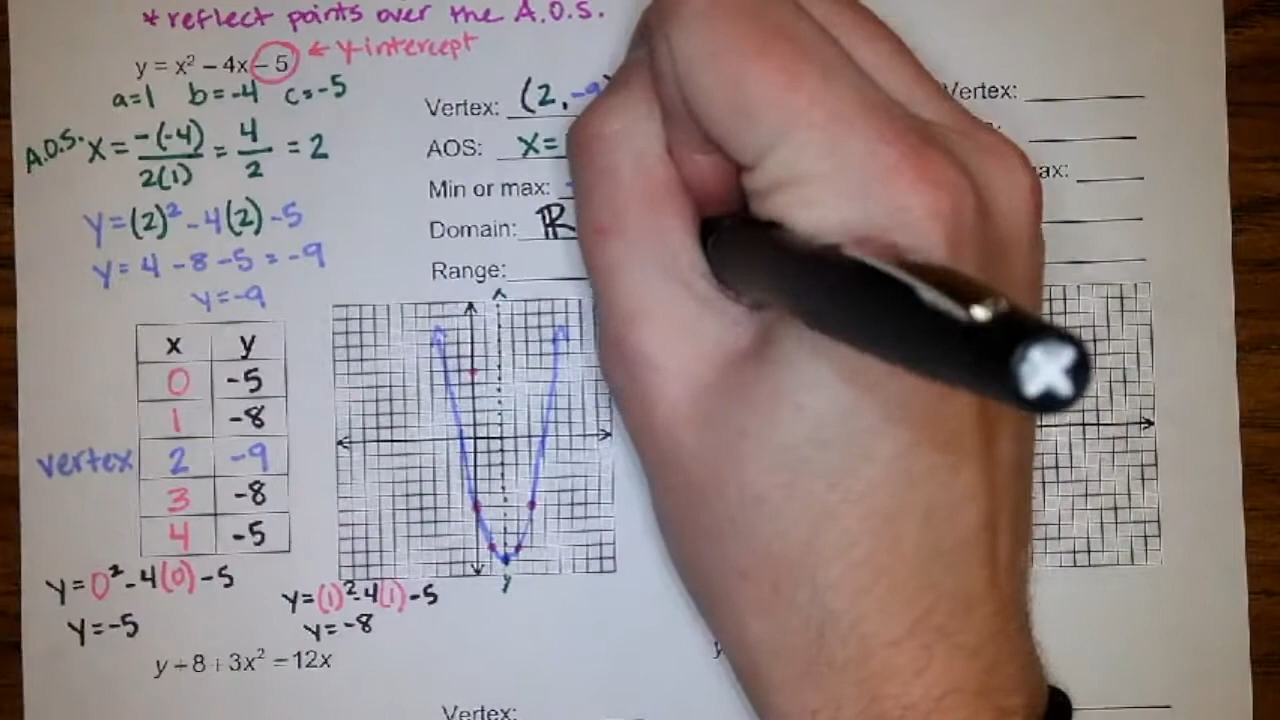 * reflect points over the A.O.S.
y = x² – 4x – 5 ← y-intercept
a=1 b=-4 c=-5
A.O.S. x = -(-4)/2(1) = 4/2 = 2
y=(2)²-4(2)-5
y=4-8-5=-9
y=-9
x y
0 -5
1 -8
vertex 2 -9
3 -8
4 -5
y=0²-4(0)-5
y=-5
y=(1)²-4(1)-5
y=-8
Vertex: (2,-9
AOS: x=
Min or max:
Domain: ℝ
Range:
Vertex:
ax:
8 + 3x² = 12x
Vertex: